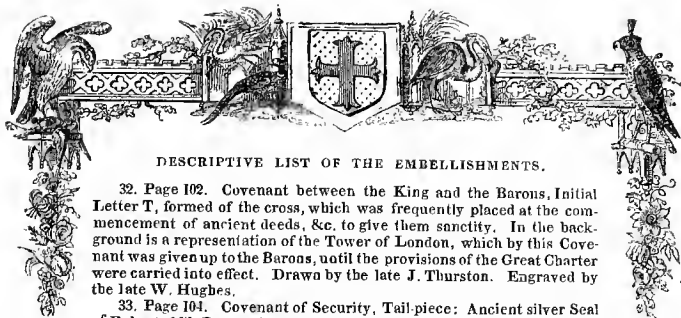 DESCRIPTIVE LIST OF THE EMBELLISHMENTS.
32. Page 102. Covenant between the King and the Barons, Initial
Letter T, formed of the cross, which was frequently placed at the com-
mencement of ancient deeds, &c. to give them sanctity. In the back-
ground is a representation of the Tower of London, which by this Cove-
nant was given up to the Barons, until the provisions of the Great Charter
were carried into effect. Drawn by the late J. Thurston. Engraved by
the late W. Hughes.
33. Page 104. Covenant of Security, Tail-piece: Ancient silver Seal